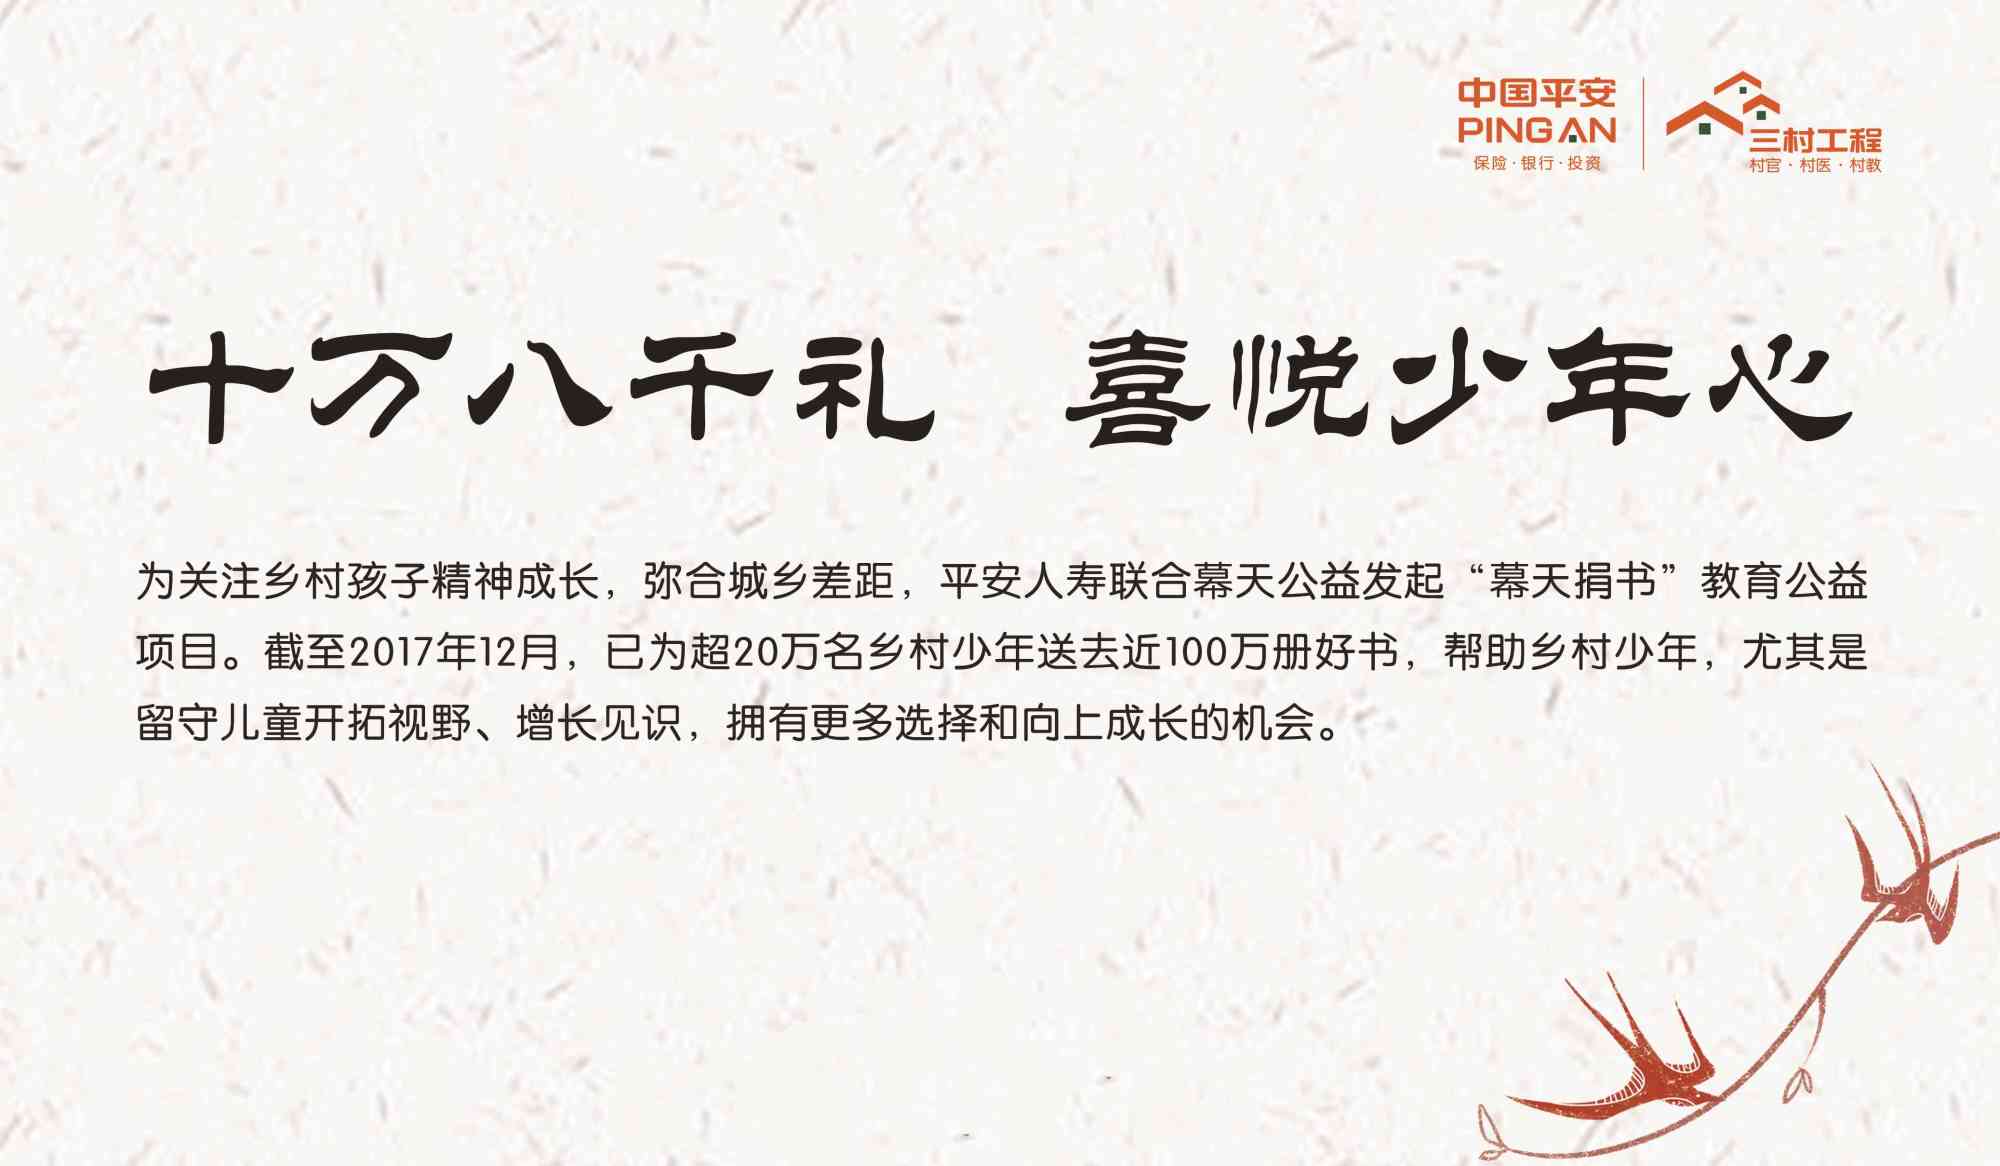 中国平安
PING AN
保险·银行·投资
三村工程
村官·村医·村教
十万八千礼 喜悦少年心
为关注乡村孩子精神成长，弥合城乡差距，平安人寿联合幕天公益发起“幕天捐书”教育公益
项目。截至2017年12月，已为超20万名乡村少年送去近100万册好书，帮助乡村少年，尤其是
留守儿童开拓视野、增长见识，拥有更多选择和向上成长的机会。